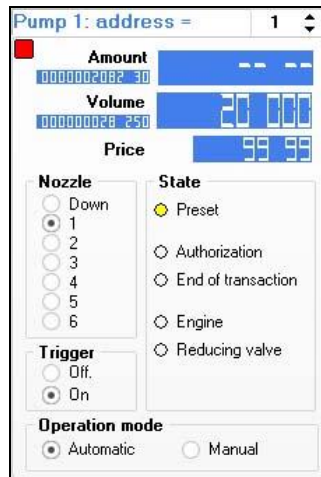 Pump 1: address = 1
Amount
-- --
0000002082 30
Volume
20 000
000000028 250
Price
99 99
Nozzle
Down
1
2
3
4
5
6
State
Preset
Authorization
End of transaction
Engine
Reducing valve
Trigger
Off.
On
Operation mode
Automatic
Manual